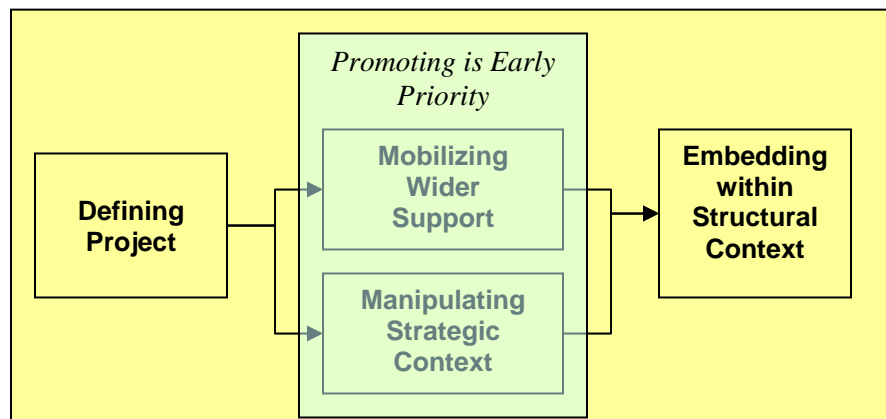 Promoting is Early
Priority
Defining
Project
Mobilizing
Wider
Support
Manipulating
Strategic
Context
Embedding
within
Structural
Context